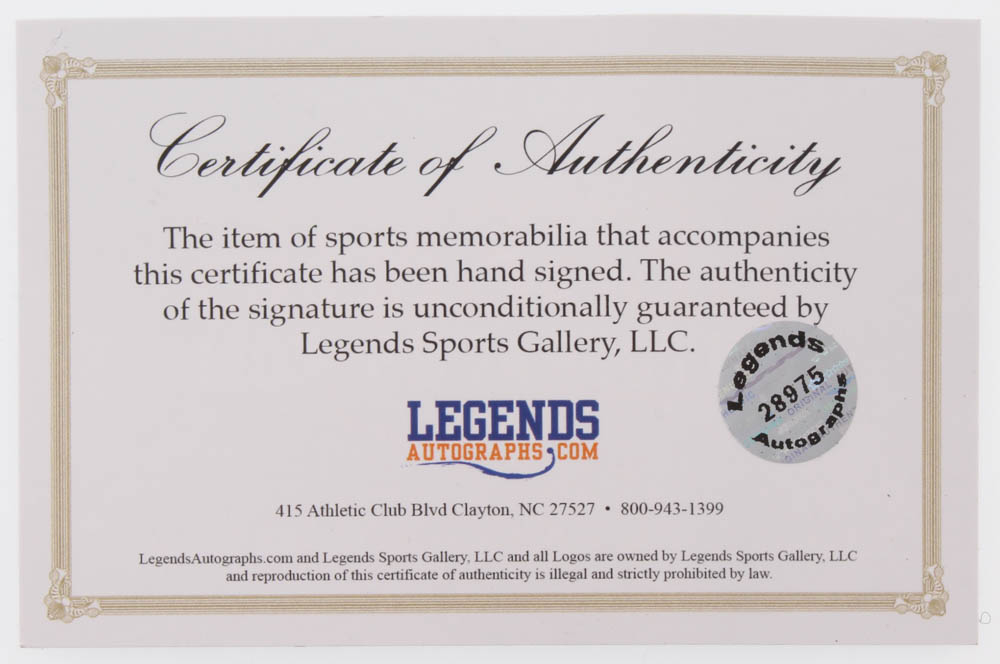 Certificate of Authenticity
The item of sports memorabilia that accompanies
this certificate has been hand signed. The authenticity
of the signature is unconditionally guaranteed by
Legends Sports Gallery, LLC.
Legends
28975
Autographs
LEGENDS
AUTOGRAPHS.COM
415 Athletic Club Blvd Clayton, NC 27527 • 800-943-1399
LegendsAutographs.com and Legends Sports Gallery, LLC and all Logos are owned by Legends Sports Gallery, LLC
and reproduction of this certificate of authenticity is illegal and strictly prohibited by law.